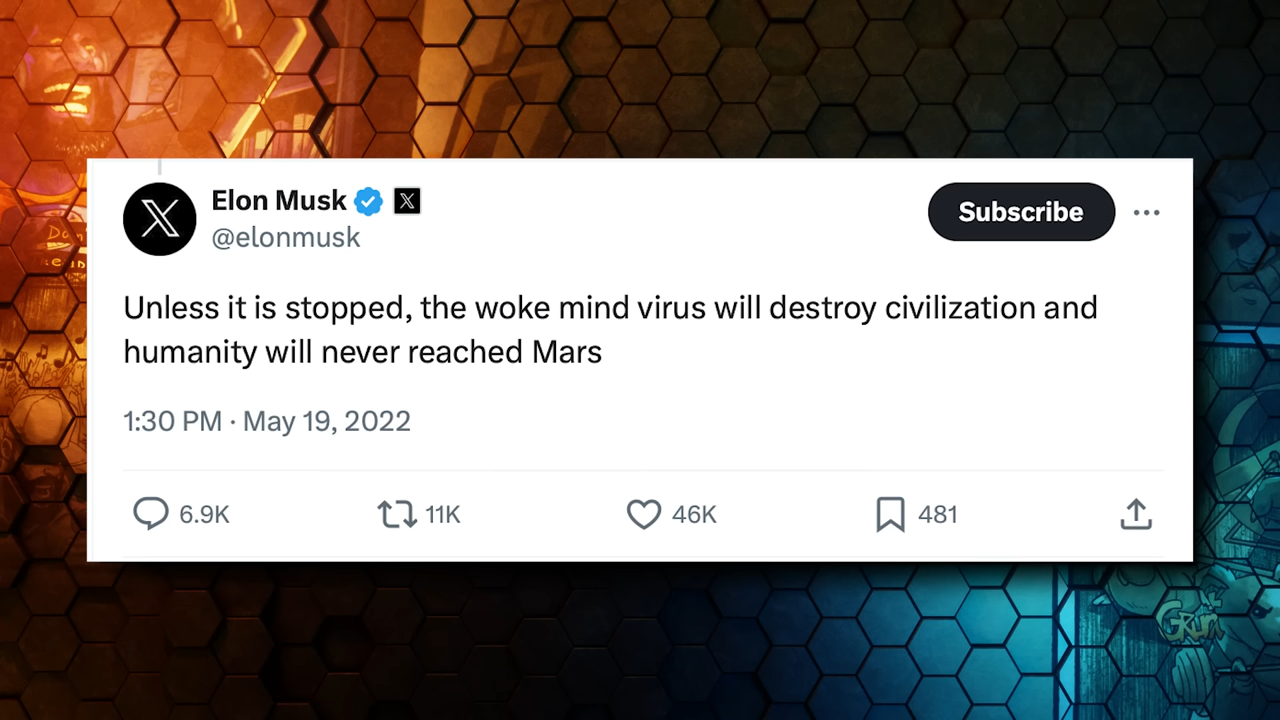 Elon Musk
@elonmusk
Subscribe
Unless it is stopped, the woke mind virus will destroy civilization and
humanity will never reached Mars
1:30 PM · May 19, 2022
6.9K 11K 46K 481